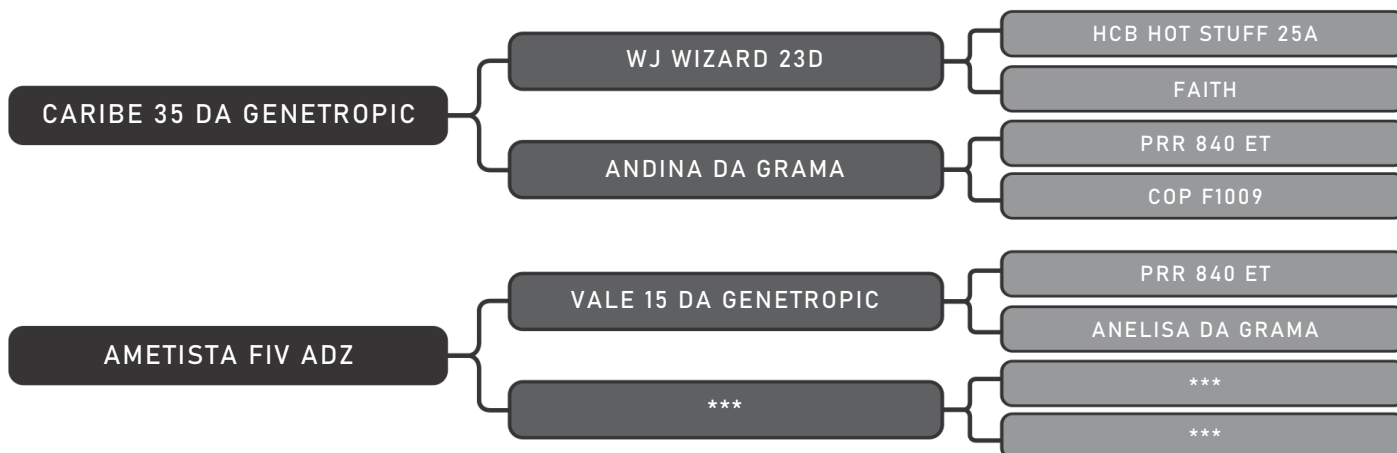 CARIBE 35 DA GENETROPIC
WJ WIZARD 23D
HCB HOT STUFF 25A
FAITH
ANDINA DA GRAMA
PRR 840 ET
COP F1009
AMETISTA FIV ADZ
VALE 15 DA GENETROPIC
PRR 840 ET
ANELISA DA GRAMA
***
***
***